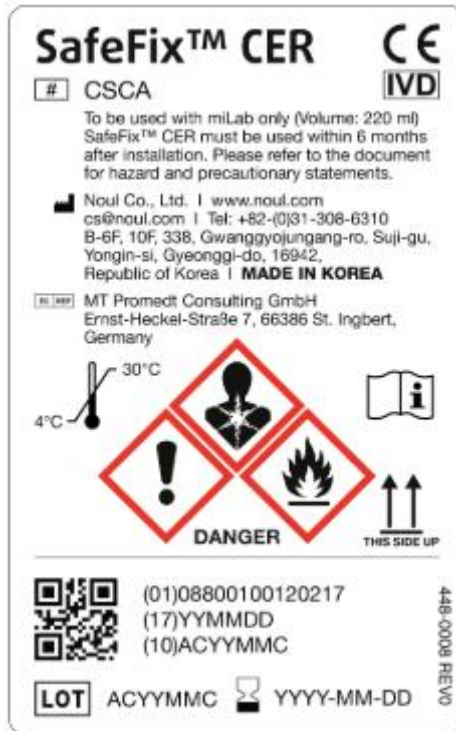 SafeFix™ CER
CE
IVD
# CSCA
To be used with miLab only (Volume: 220 ml)
SafeFix™ CER must be used within 6 months
after installation. Please refer to the document
for hazard and precautionary statements.
Noul Co., Ltd. I www.noul.com
cs@noul.com I Tel: +82-(0)31-308-6310
B-6F, 10F, 338, Gwanggyojungang-ro, Suji-gu,
Yongin-si, Gyeonggi-do, 16942,
Republic of Korea I MADE IN KOREA
EC REP MT Promedt Consulting GmbH
Ernst-Heckel-Straße 7, 66386 St. Ingbert,
Germany
30°C
4°C
i
DANGER
THIS SIDE UP
(01)08800100120217
(17)YYMMDD
(10)ACYYMMC
448-0008 REV0
LOT ACYYMMC YYYY-MM-DD